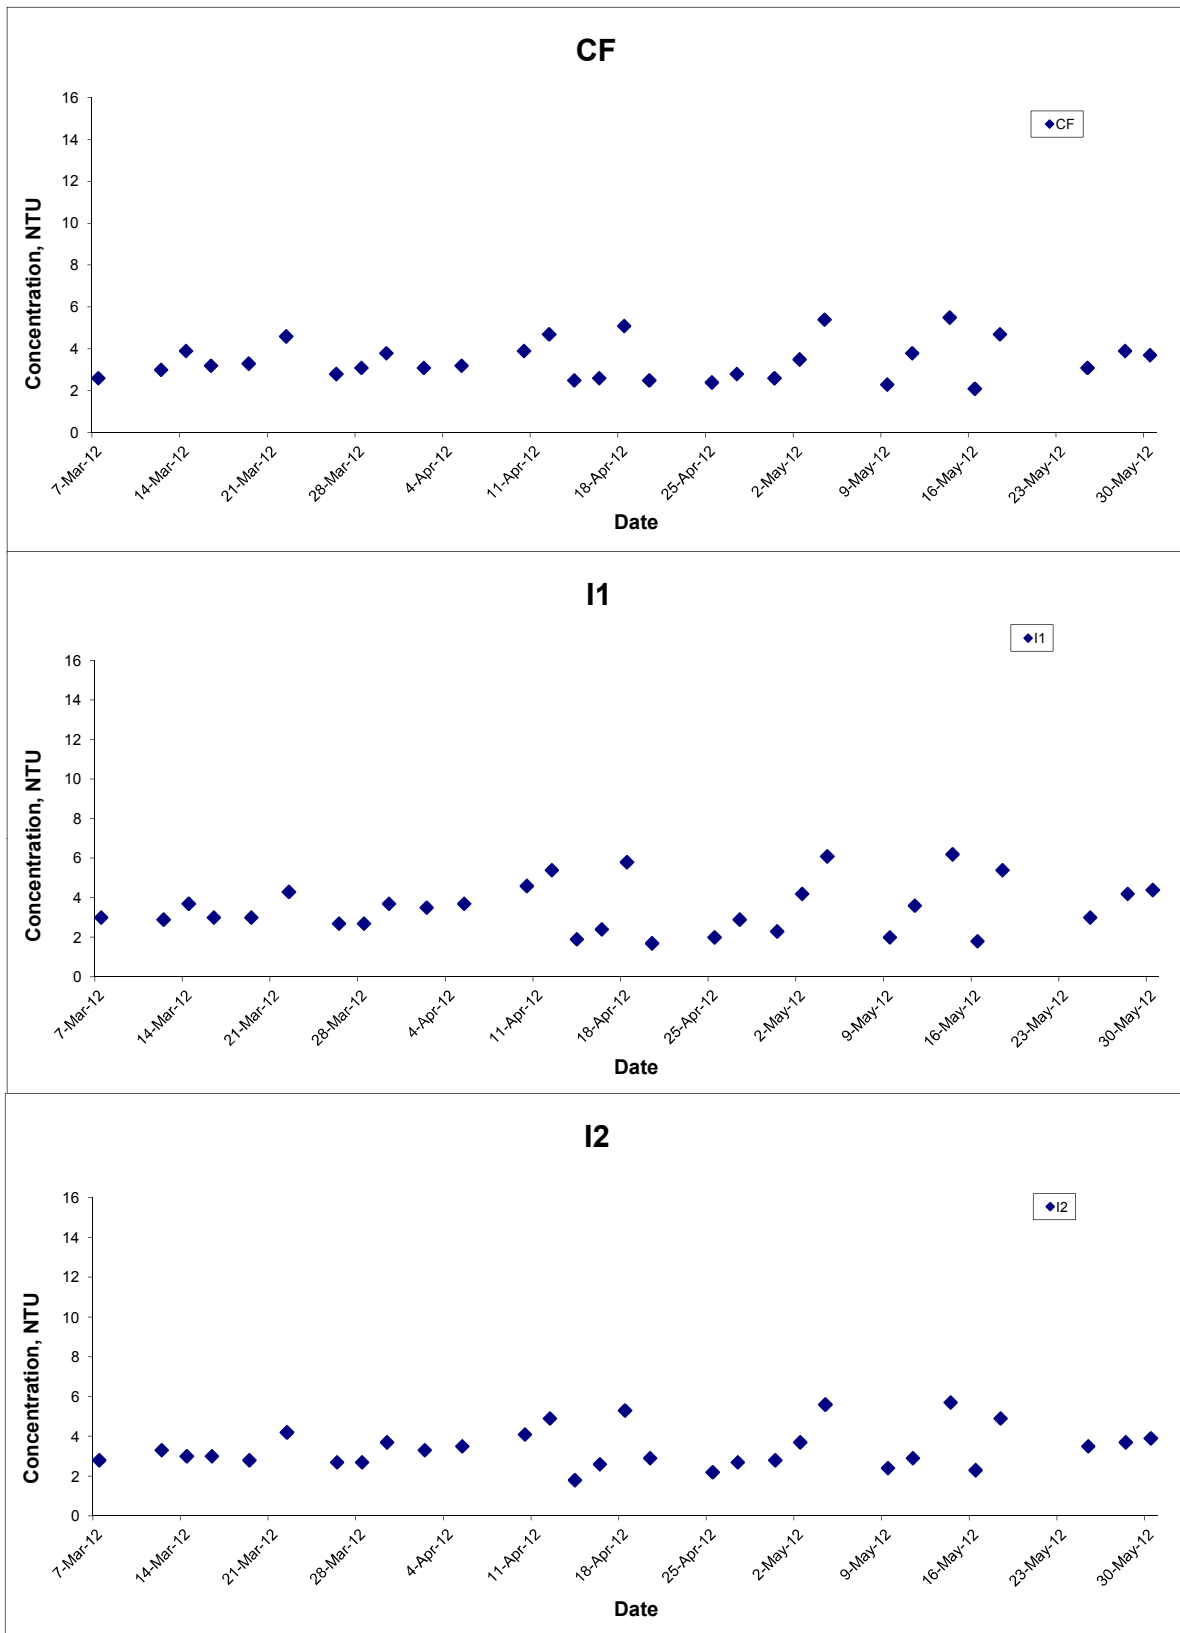 CF
CF
Concentration, NTU
16
14
12
10
8
6
4
2
0
7-Mar-12
14-Mar-12
21-Mar-12
28-Mar-12
4-Apr-12
11-Apr-12
18-Apr-12
25-Apr-12
2-May-12
9-May-12
16-May-12
23-May-12
30-May-12
Date
I1
I1
Concentration, NTU
16
14
12
10
8
6
4
2
0
7-Mar-12
14-Mar-12
21-Mar-12
28-Mar-12
4-Apr-12
11-Apr-12
18-Apr-12
25-Apr-12
2-May-12
9-May-12
16-May-12
23-May-12
30-May-12
Date
I2
I2
Concentration, NTU
16
14
12
10
8
6
4
2
0
7-Mar-12
14-Mar-12
21-Mar-12
28-Mar-12
4-Apr-12
11-Apr-12
18-Apr-12
25-Apr-12
2-May-12
9-May-12
16-May-12
23-May-12
30-May-12
Date